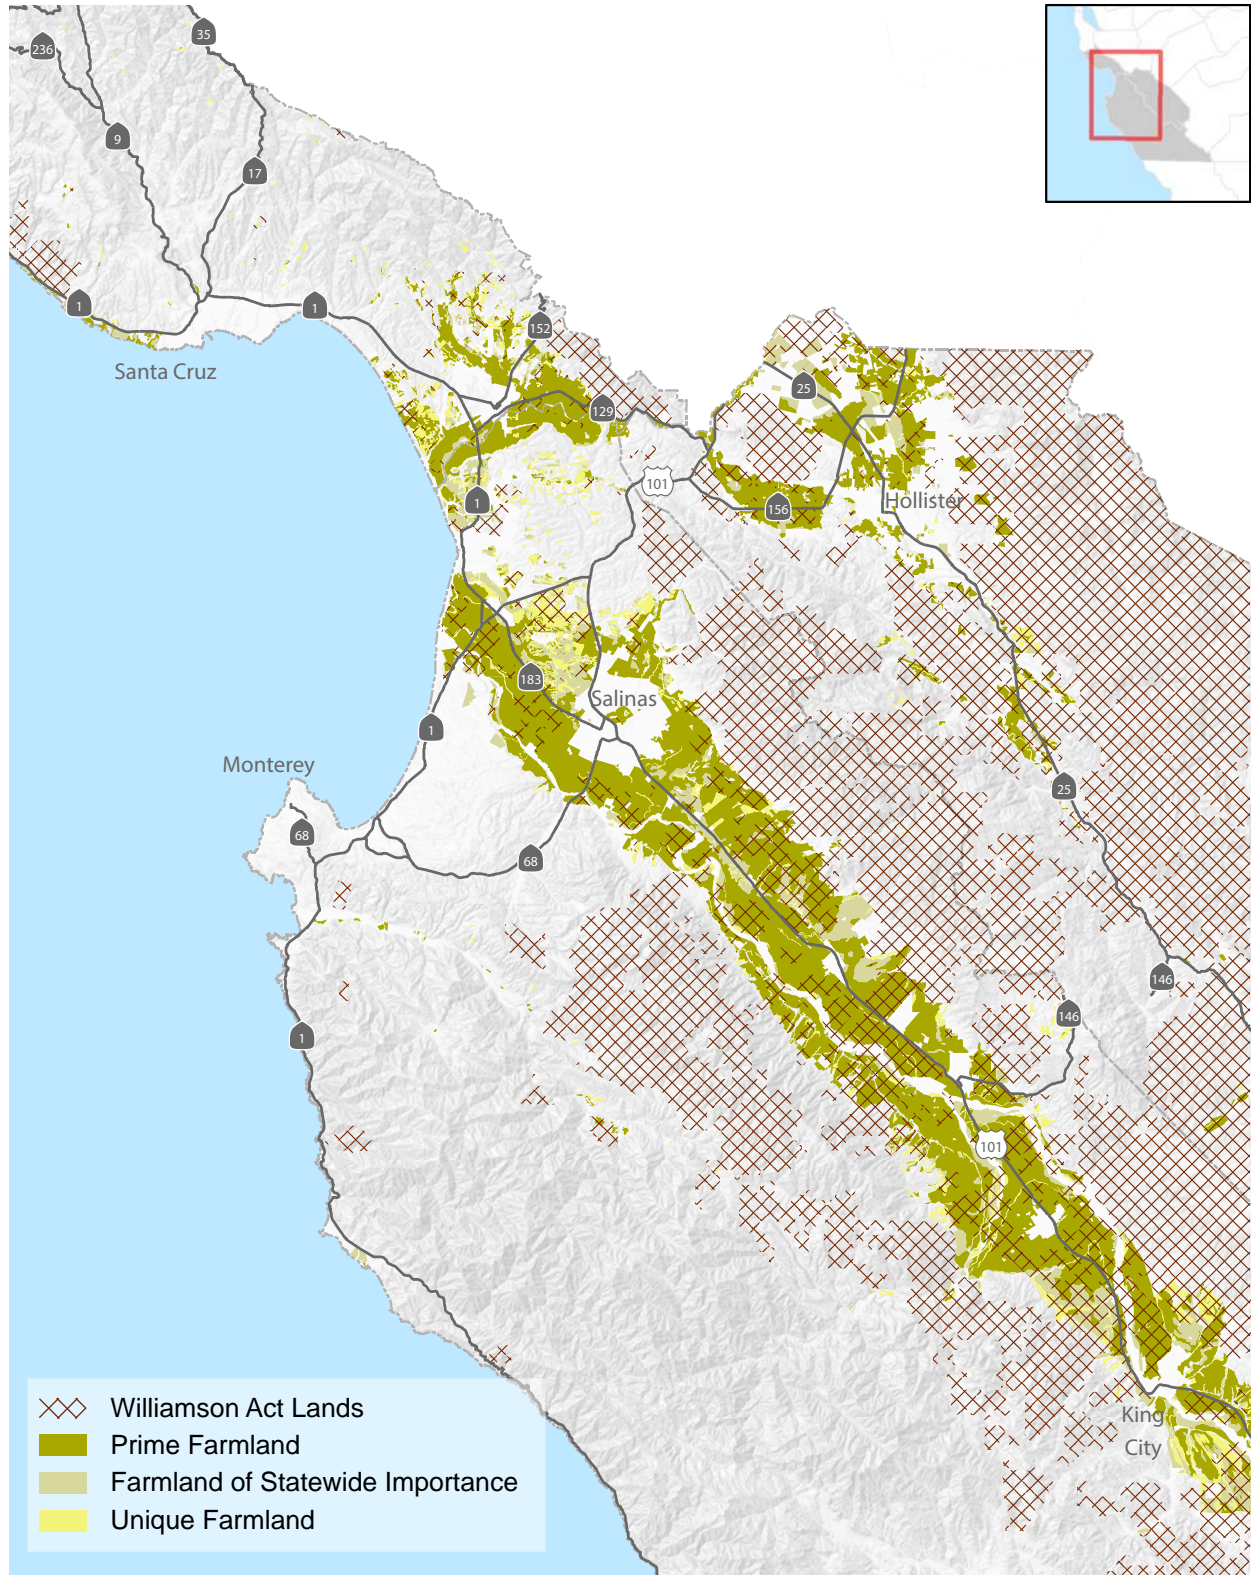 35
236
9
17
1
1
152
Santa Cruz
25
129
101
1
Hollister
156
183
Salinas
1
Monterey
25
68
68
146
146
1
101
Williamson Act Lands
Prime Farmland
Farmland of Statewide Importance
Unique Farmland
King
City